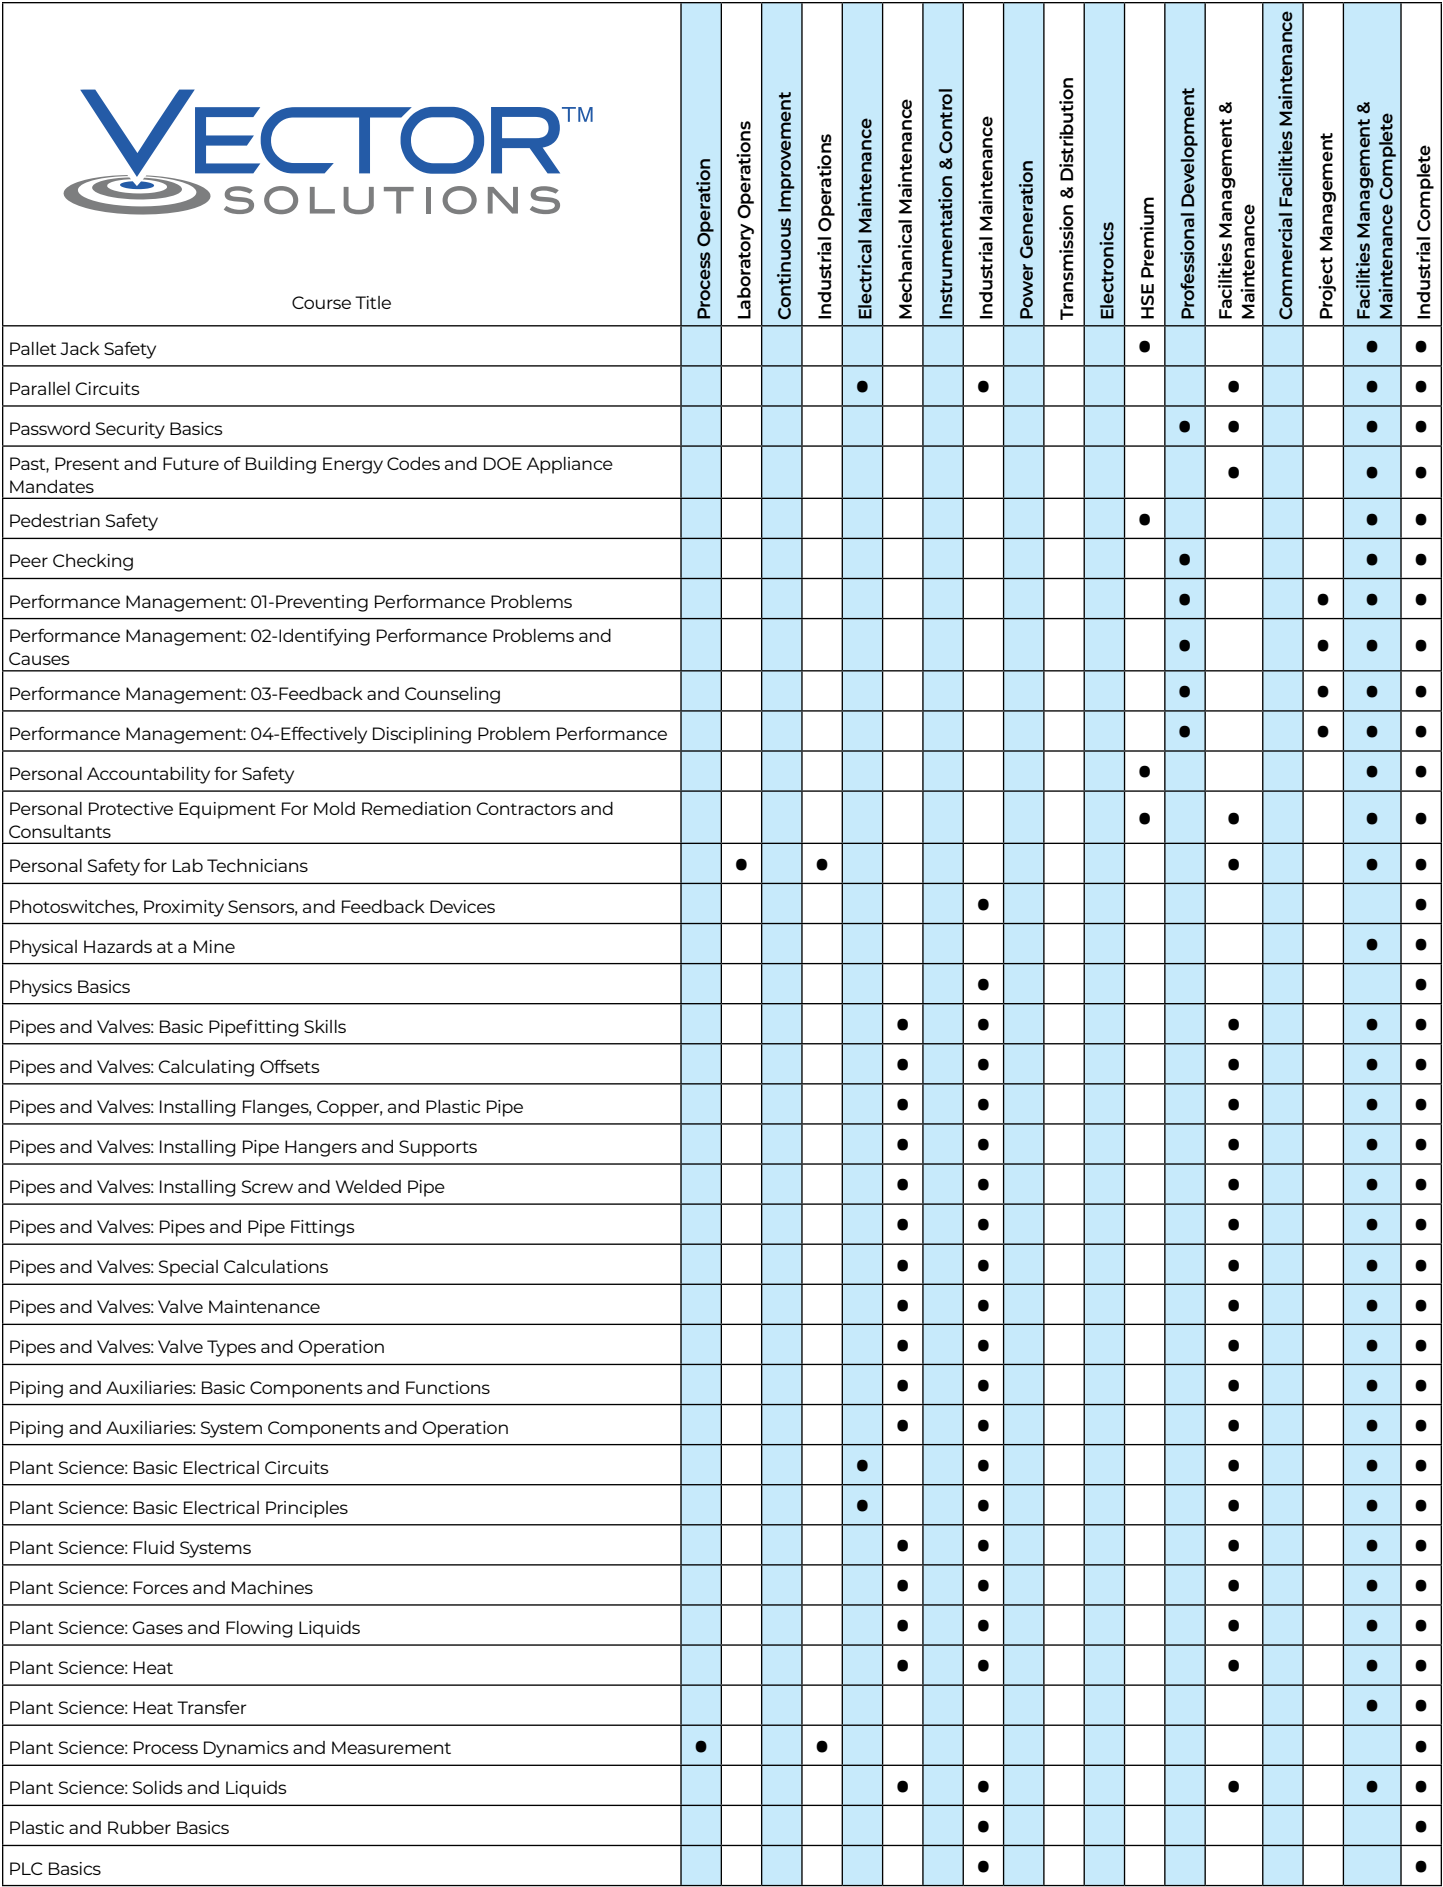 VECTOR™
SOLUTIONS
Course Title
Process Operation
Laboratory Operations
Continuous Improvement
Industrial Operations
Electrical Maintenance
Mechanical Maintenance
Instrumentation & Control
Industrial Maintenance
Power Generation
Transmission & Distribution
Electronics
HSE Premium
Professional Development
Facilities Management &
Maintenance
Commercial Facilities Maintenance
Project Management
Facilities Management &
Maintenance Complete
Industrial Complete
Pallet Jack Safety
Parallel Circuits
Password Security Basics
Past, Present and Future of Building Energy Codes and DOE Appliance
Mandates
Pedestrian Safety
Peer Checking
Performance Management: 01-Preventing Performance Problems
Performance Management: 02-Identifying Performance Problems and
Causes
Performance Management: 03-Feedback and Counseling
Performance Management: 04-Effectively Disciplining Problem Performance
Personal Accountability for Safety
Personal Protective Equipment For Mold Remediation Contractors and
Consultants
Personal Safety for Lab Technicians
Photoswitches, Proximity Sensors, and Feedback Devices
Physical Hazards at a Mine
Physics Basics
Pipes and Valves: Basic Pipefitting Skills
Pipes and Valves: Calculating Offsets
Pipes and Valves: Installing Flanges, Copper, and Plastic Pipe
Pipes and Valves: Installing Pipe Hangers and Supports
Pipes and Valves: Installing Screw and Welded Pipe
Pipes and Valves: Pipes and Pipe Fittings
Pipes and Valves: Special Calculations
Pipes and Valves: Valve Maintenance
Pipes and Valves: Valve Types and Operation
Piping and Auxiliaries: Basic Components and Functions
Piping and Auxiliaries: System Components and Operation
Plant Science: Basic Electrical Circuits
Plant Science: Basic Electrical Principles
Plant Science: Fluid Systems
Plant Science: Forces and Machines
Plant Science: Gases and Flowing Liquids
Plant Science: Heat
Plant Science: Heat Transfer
Plant Science: Process Dynamics and Measurement
Plant Science: Solids and Liquids
Plastic and Rubber Basics
PLC Basics